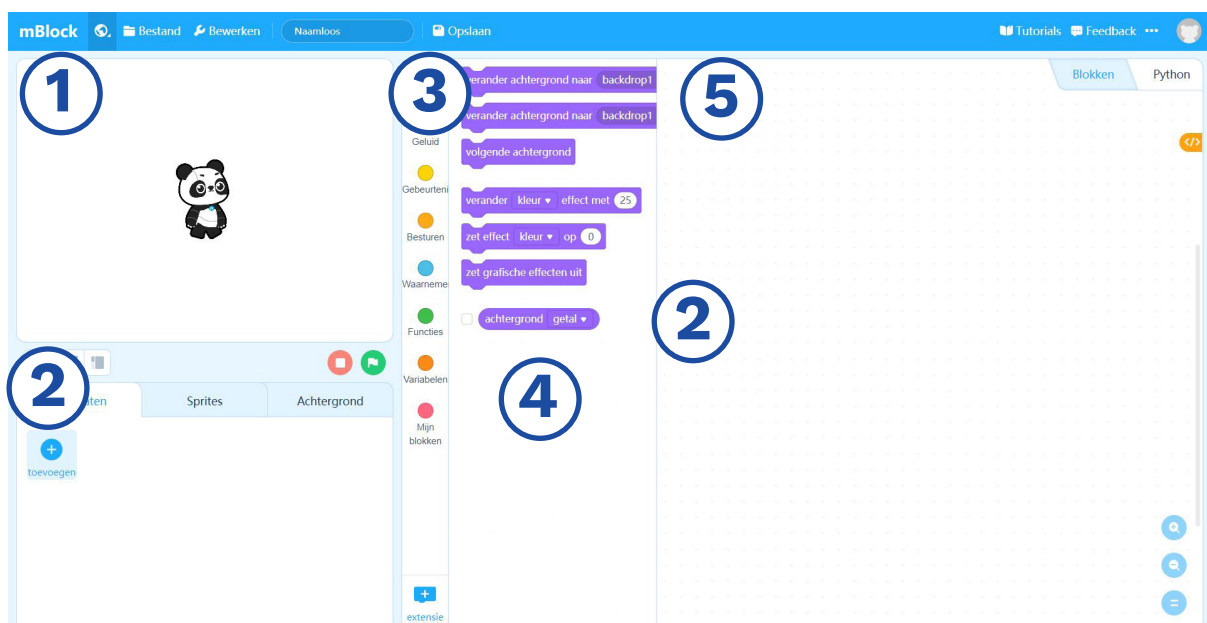 mBlock Bestand Bewerken Naamloos Opslaan Tutorials Feedback
1
3
5
verander achtergrond naar backdrop1
verander achtergrond naar backdrop1
volgende achtergrond
verander kleur effect met 25
zet effect kleur op 0
zet grafische effecten uit
achtergrond getal
Geluid
Gebeurteni
Besturen
Waarneme
Functies
Variabelen
Mijn
blokken
extensie
Blokken Python
</>
2
4
2
Sprites Achtergrond
toevoegen